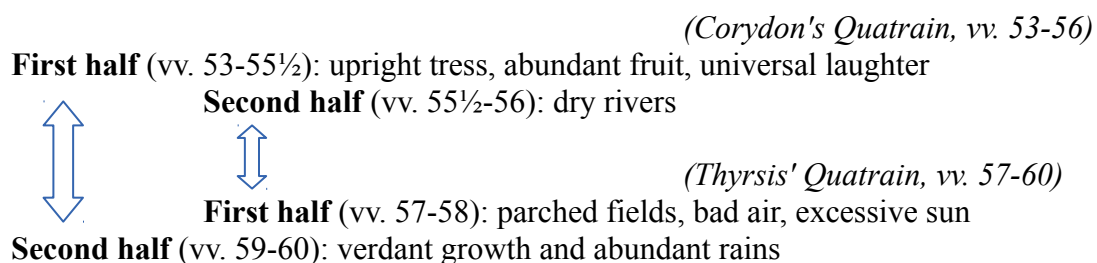 (Corydon's Quatrain, vv. 53-56)
First half (vv. 53-55½): upright tress, abundant fruit, universal laughter
Second half (vv. 55½-56): dry rivers
(Thyrsis' Quatrain, vv. 57-60)
First half (vv. 57-58): parched fields, bad air, excessive sun
Second half (vv. 59-60): verdant growth and abundant rains